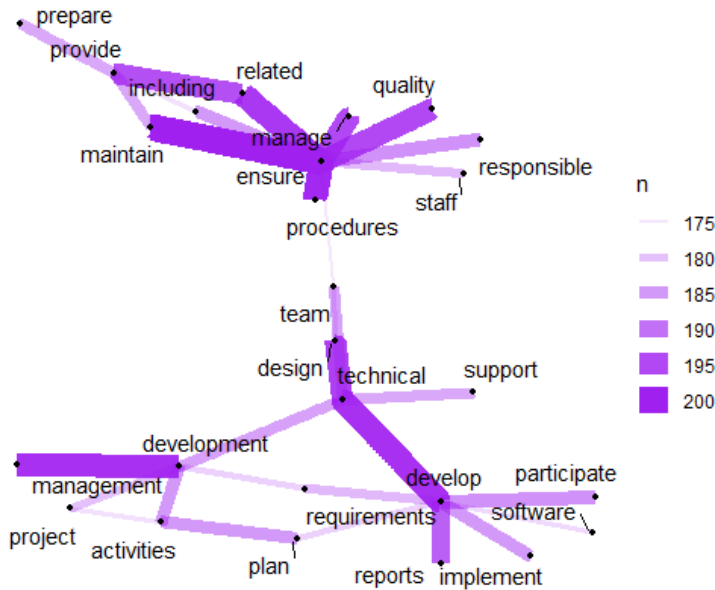 prepare
provide
related
including
quality
manage
maintain
ensure
responsible
staff
procedures
n
175
180
185
190
195
200
team
design
technical
support
development
management
develop
participate
requirements
software
project
activities
plan
reports
implement